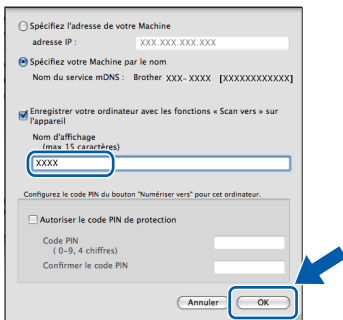 Spécifiez l'adresse de votre Machine
adresse IP : XXX.XXX.XXX.XXX
Spécifiez votre Machine par le nom
Nom du service mDNS : Brother XXX-XXXX [XXXXXXXXXXXX]
Enregistrer votre ordinateur avec les fonctions « Scan vers » sur
l'appareil
Nom d'affichage
(max 15 caractères)
XXXX
Configurez le code PIN du bouton "Numériser vers" pour cet ordinateur.
Autoriser le code PIN de protection
Code PIN
( 0-9, 4 chiffres)
Confirmer le code PIN
Annuler OK